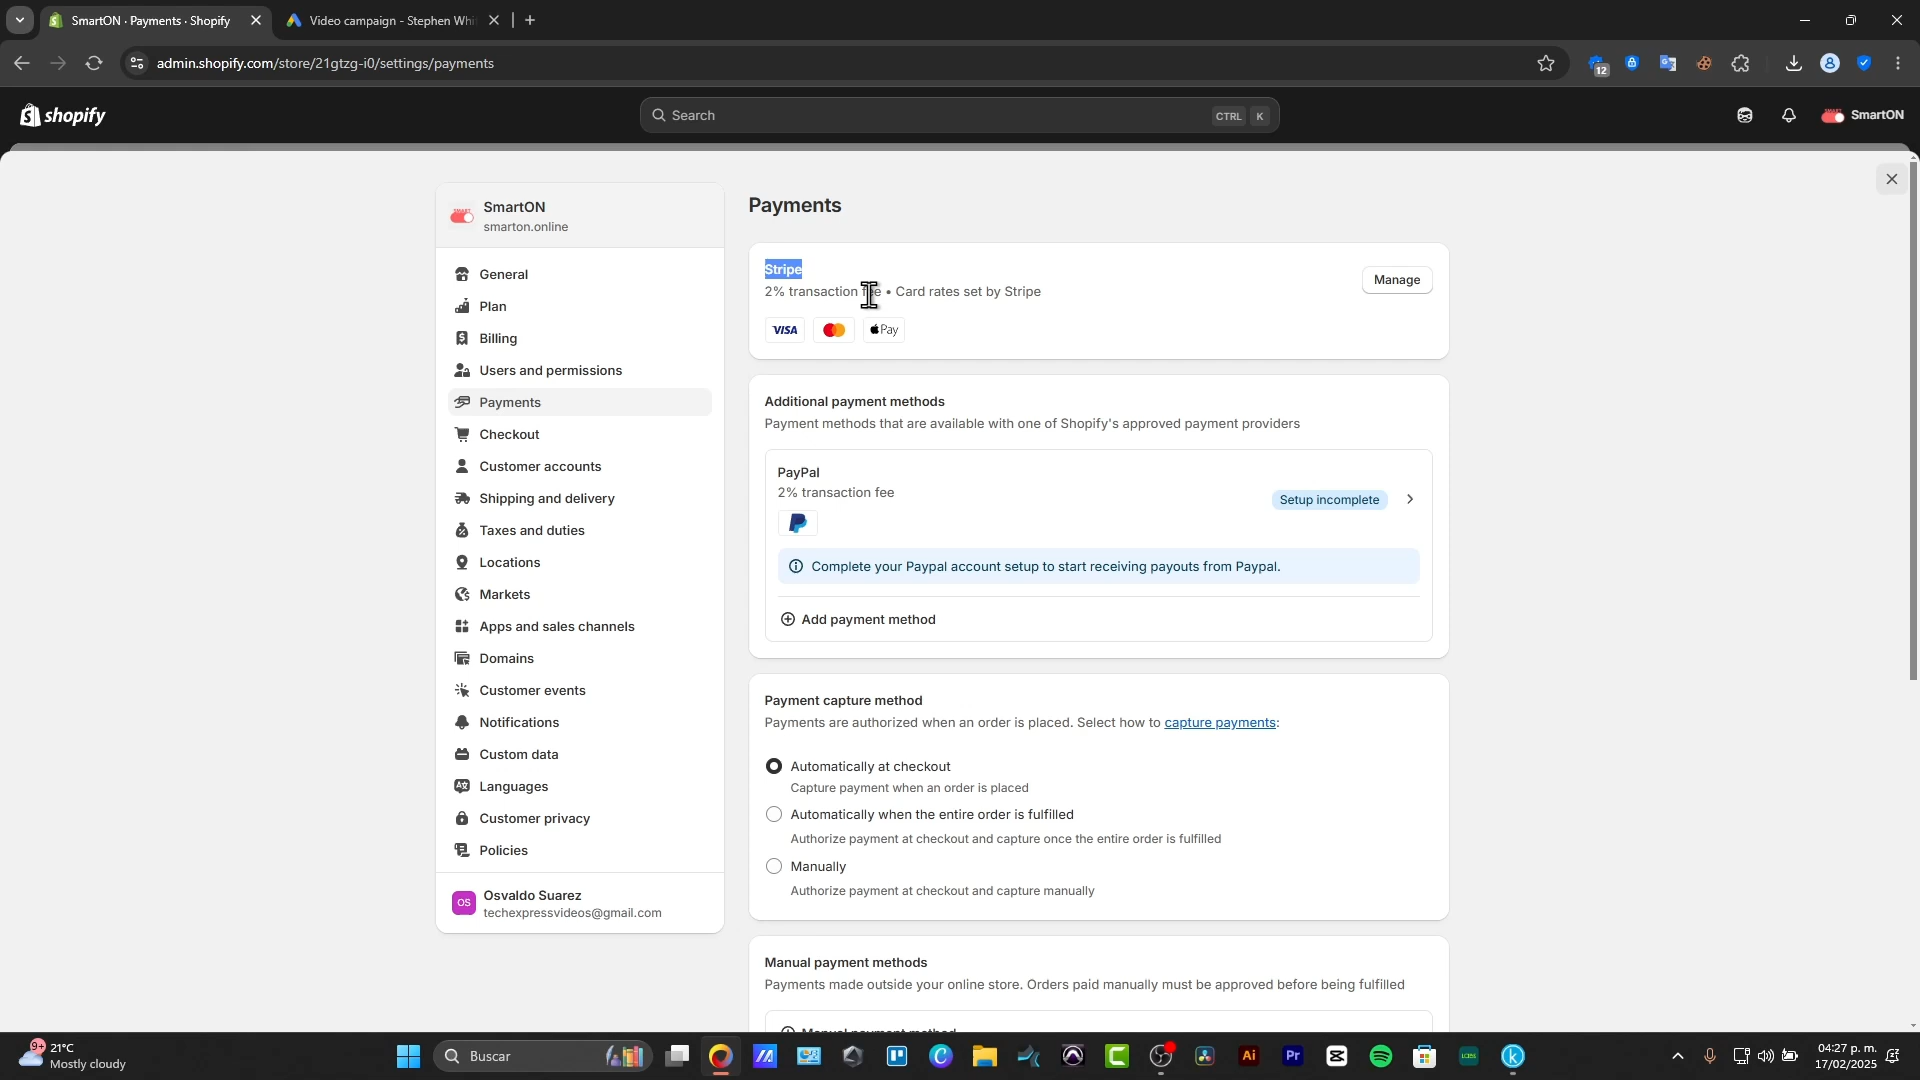 SmartON · Payments · Shopify
Video campaign - Stephen Whi
admin.shopify.com/store/21gtzg-i0/settings/payments
12
shopify
Search
CTRL K
SmartON
SmartON
smarton.online
General
Plan
Billing
Users and permissions
Payments
Checkout
Customer accounts
Shipping and delivery
Taxes and duties
Locations
Markets
Apps and sales channels
Domains
Customer events
Notifications
Custom data
Languages
Customer privacy
Policies
OS
Osvaldo Suarez
techexpressvideos@gmail.com
Payments
Stripe
2% transaction fee • Card rates set by Stripe
Manage
VISA
Pay
Additional payment methods
Payment methods that are available with one of Shopify's approved payment providers
PayPal
2% transaction fee
Setup incomplete
Complete your Paypal account setup to start receiving payouts from Paypal.
Add payment method
Payment capture method
Payments are authorized when an order is placed. Select how to capture payments:
Automatically at checkout
Capture payment when an order is placed
Automatically when the entire order is fulfilled
Authorize payment at checkout and capture once the entire order is fulfilled
Manually
Authorize payment at checkout and capture manually
Manual payment methods
Payments made outside your online store. Orders paid manually must be approved before being fulfilled
Manual payment method
9+
21°C
Mostly cloudy
Buscar
Ai
Pr
04:27 p. m.
17/02/2025